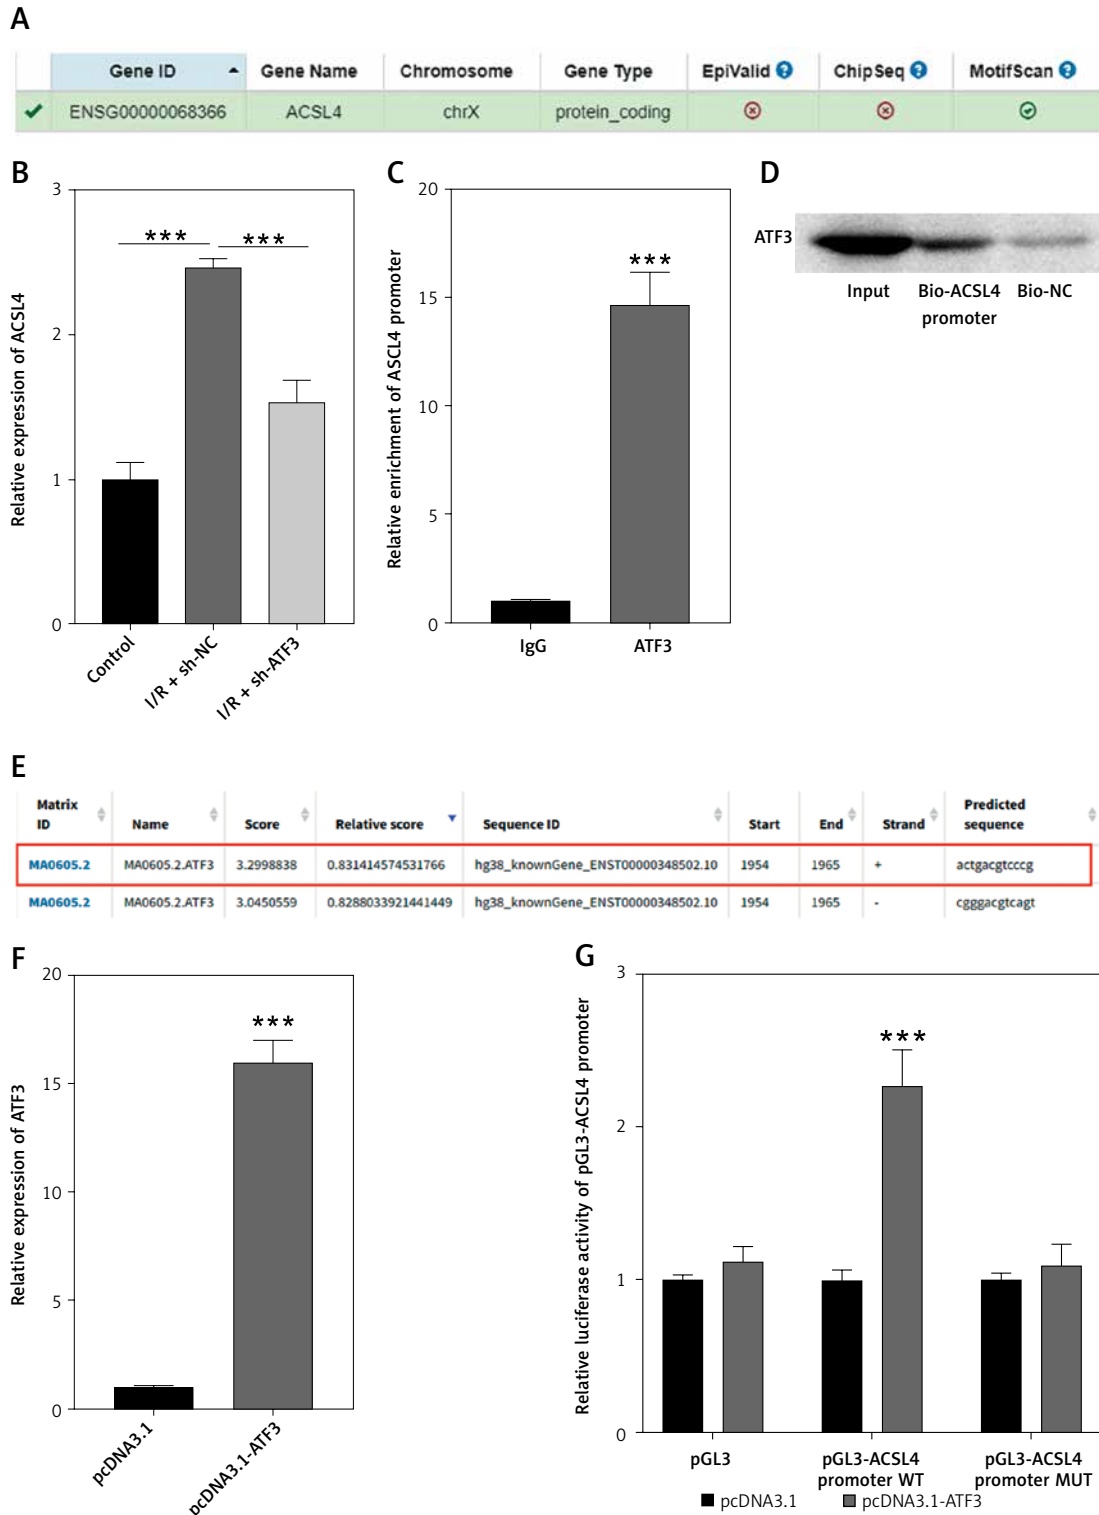 A
Gene ID Gene Name Chromosome Gene Type EpiValid ? ChipSeq ? MotifScan ?
ENSG00000068366 ACSL4 chrX protein_coding
B
Relative expression of ACSL4
3
2
1
0
***
***
Control
I/R + sh-NC
I/R + sh-ATF3
C
Relative enrichment of ASCL4 promoter
20
15
10
5
0
***
IgG
ATF3
D
ATF3
Input
Bio-ACSL4
promoter
Bio-NC
E
Matrix
ID
Name
Score
Relative score
Sequence ID
Start
End
Strand
Predicted
sequence
MA0605.2 MA0605.2.ATF3 3.2998838 0.831414574531766 hg38_knownGene_ENST00000348502.10 1954 1965 + actgacgtcccg
MA0605.2 MA0605.2.ATF3 3.0450559 0.8288033921441449 hg38_knownGene_ENST00000348502.10 1954 1965 - cgggacgtcagt
F
Relative expression of ATF3
20
15
10
5
0
***
pcDNA3.1
pcDNA3.1-ATF3
G
Relative luciferase activity of pGL3-ACSL4 promoter
3
2
1
0
***
pGL3
pGL3-ACSL4
promoter WT
pGL3-ACSL4
promoter MUT
pcDNA3.1
pcDNA3.1-ATF3